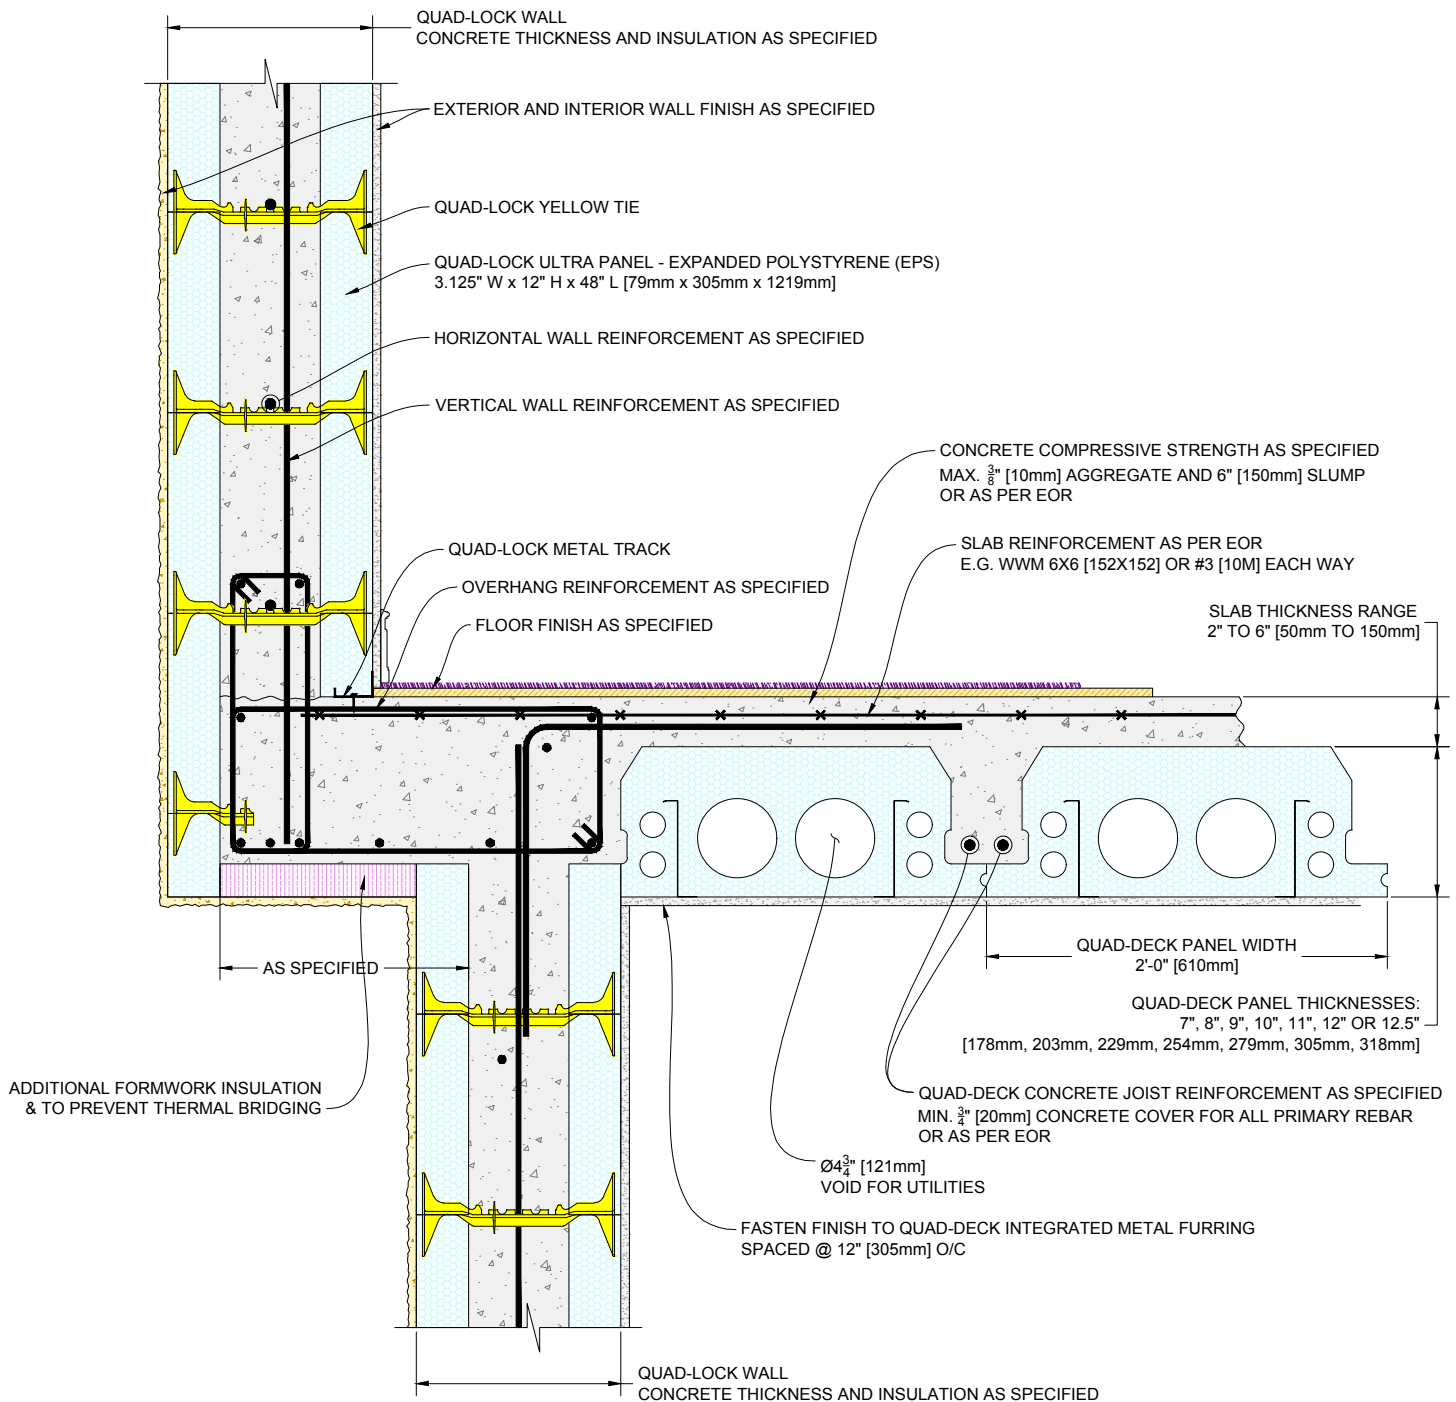 QUAD-LOCK WALL
CONCRETE THICKNESS AND INSULATION AS SPECIFIED
EXTERIOR AND INTERIOR WALL FINISH AS SPECIFIED
QUAD-LOCK YELLOW TIE
QUAD-LOCK ULTRA PANEL - EXPANDED POLYSTYRENE (EPS)
3.125" W x 12" H x 48" L [79mm x 305mm x 1219mm]
HORIZONTAL WALL REINFORCEMENT AS SPECIFIED
VERTICAL WALL REINFORCEMENT AS SPECIFIED
CONCRETE COMPRESSIVE STRENGTH AS SPECIFIED
MAX. 3/8" [10mm] AGGREGATE AND 6" [150mm] SLUMP
OR AS PER EOR
QUAD-LOCK METAL TRACK
SLAB REINFORCEMENT AS PER EOR
E.G. WWM 6X6 [152X152] OR #3 [10M] EACH WAY
OVERHANG REINFORCEMENT AS SPECIFIED
FLOOR FINISH AS SPECIFIED
SLAB THICKNESS RANGE
2" TO 6" [50mm TO 150mm]
AS SPECIFIED
QUAD-DECK PANEL WIDTH
2'-0" [610mm]
QUAD-DECK PANEL THICKNESSES:
7", 8", 9", 10", 11", 12" OR 12.5"
[178mm, 203mm, 229mm, 254mm, 279mm, 305mm, 318mm]
ADDITIONAL FORMWORK INSULATION
& TO PREVENT THERMAL BRIDGING
QUAD-DECK CONCRETE JOIST REINFORCEMENT AS SPECIFIED
MIN. 3/4" [20mm] CONCRETE COVER FOR ALL PRIMARY REBAR
OR AS PER EOR
Ø4 3/4" [121mm]
VOID FOR UTILITIES
FASTEN FINISH TO QUAD-DECK INTEGRATED METAL FURRING
SPACED @ 12" [305mm] O/C
QUAD-LOCK WALL
CONCRETE THICKNESS AND INSULATION AS SPECIFIED